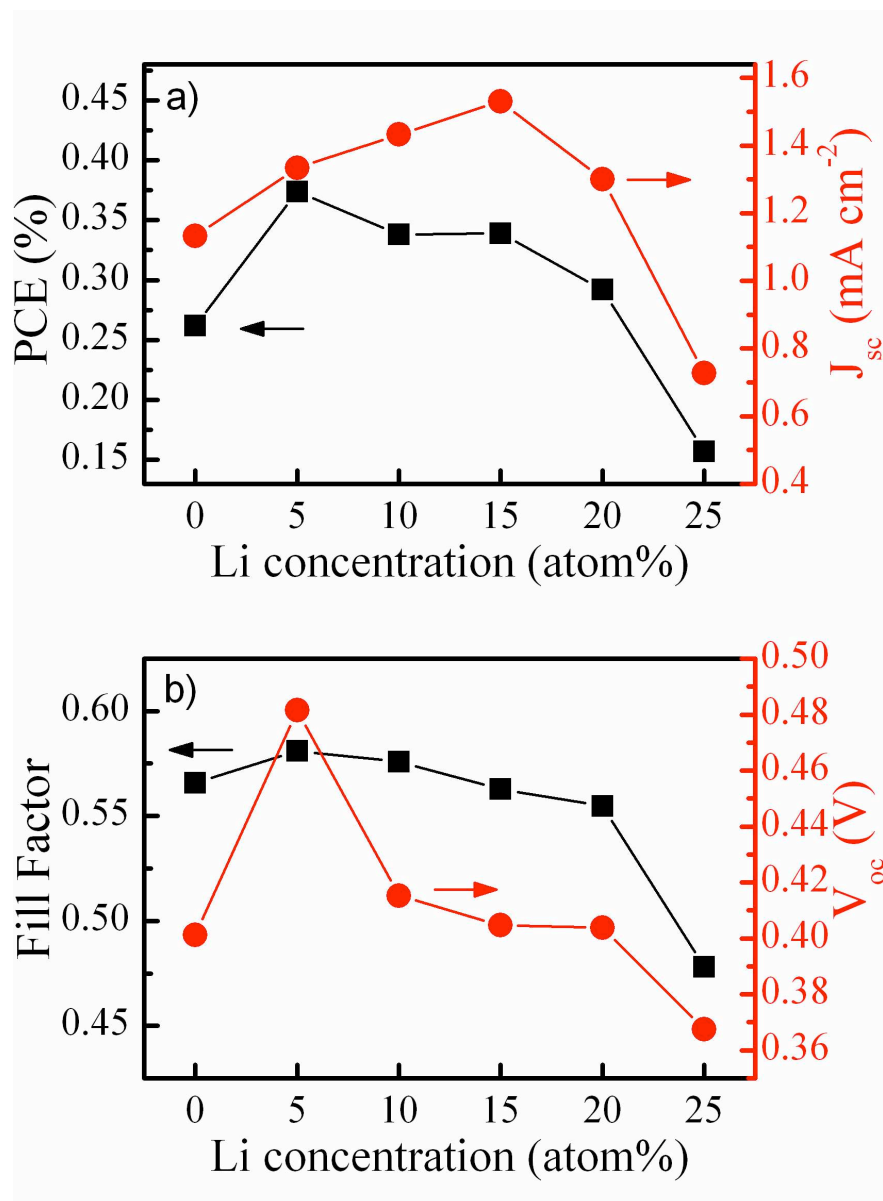 a)
PCE (%)
0.45
0.40
0.35
0.30
0.25
0.20
0.15
1.6
1.4
1.2
1.0
0.8
0.6
0.4
J_sc (mA cm^-2)
0 5 10 15 20 25
Li concentration (atom%)
b)
Fill Factor
0.60
0.55
0.50
0.45
0.50
0.48
0.46
0.44
0.42
0.40
0.38
0.36
V_oc (V)
0 5 10 15 20 25
Li concentration (atom%)